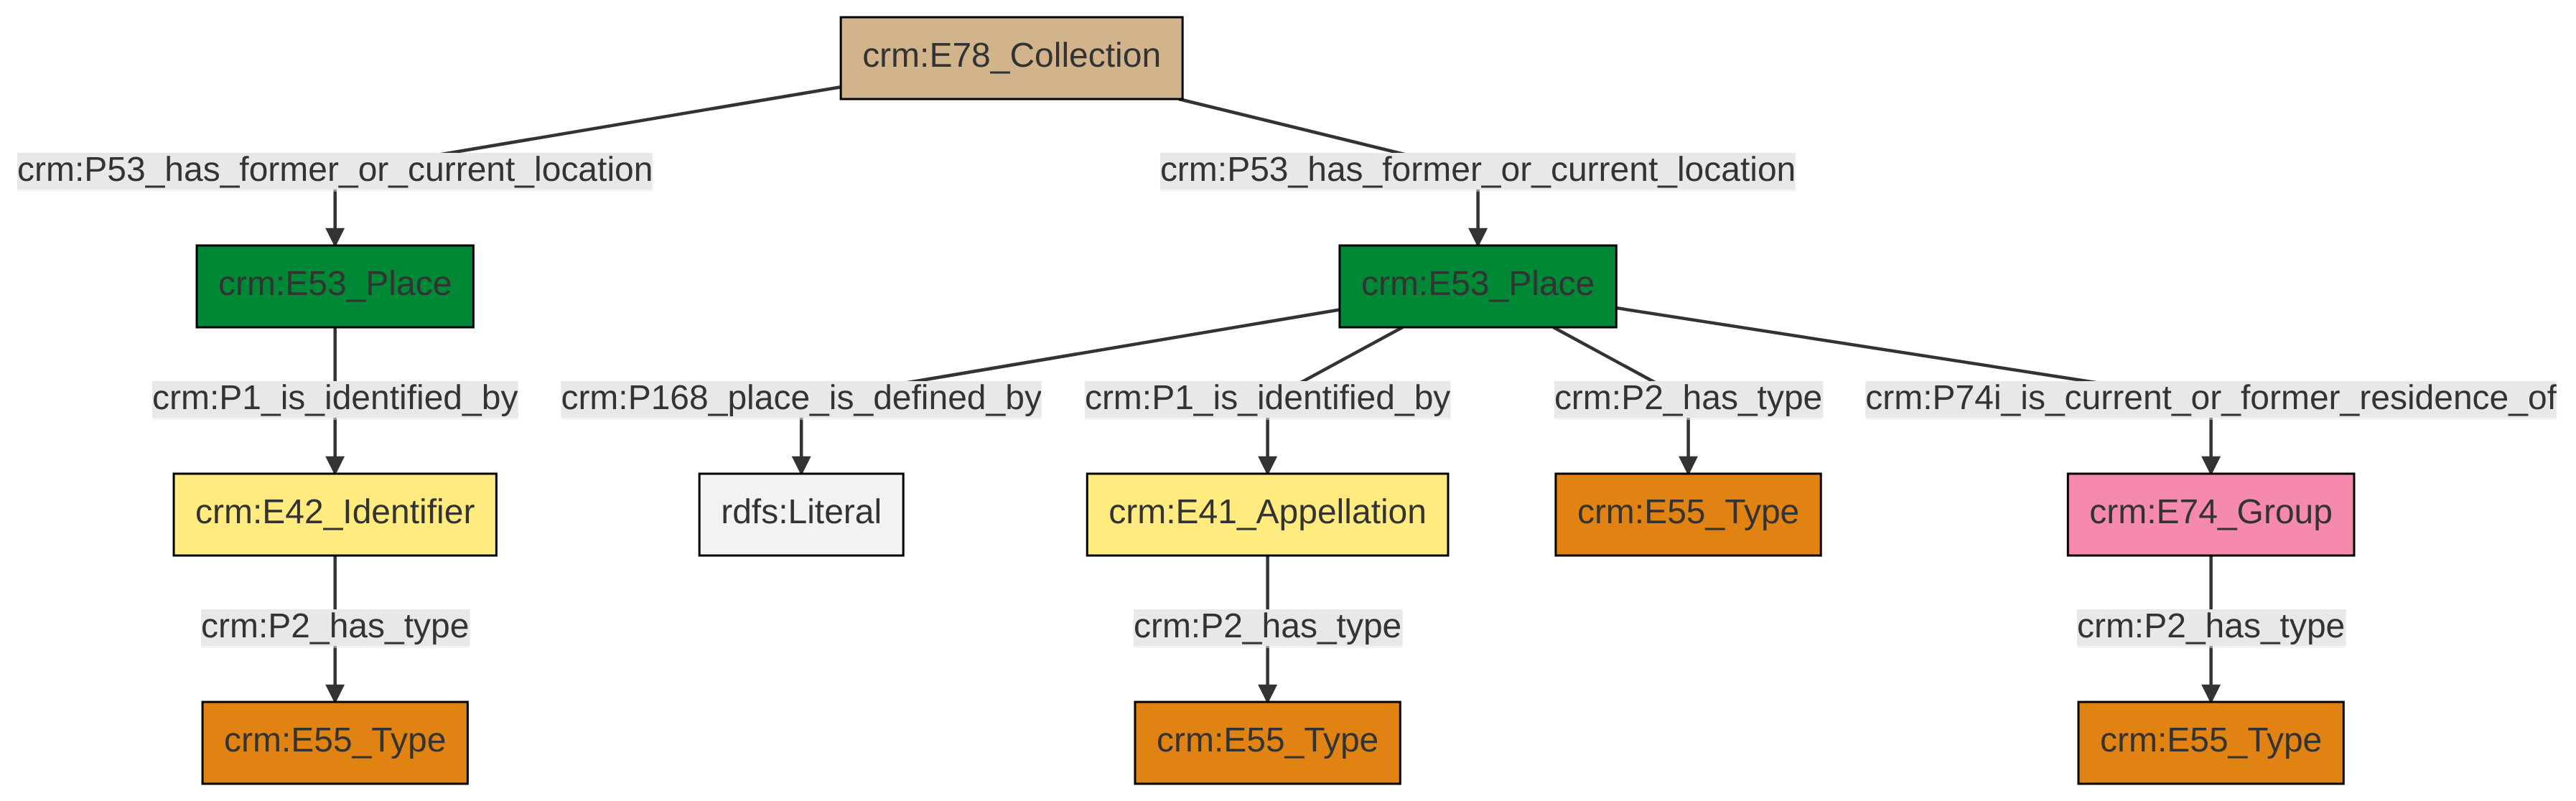 crm:E78_Collection
crm:P53_has_former_or_current_location
crm:P53_has_former_or_current_location
crm:E53_Place
crm:E53_Place
crm:P1_is_identified_by
crm:P168_place_is_defined_by
crm:P1_is_identified_by
crm:P2_has_type
crm:P74i_is_current_or_former_residence_of
crm:E42_Identifier
rdfs:Literal
crm:E41_Appellation
crm:E55_Type
crm:E74_Group
crm:P2_has_type
crm:P2_has_type
crm:P2_has_type
crm:E55_Type
crm:E55_Type
crm:E55_Type